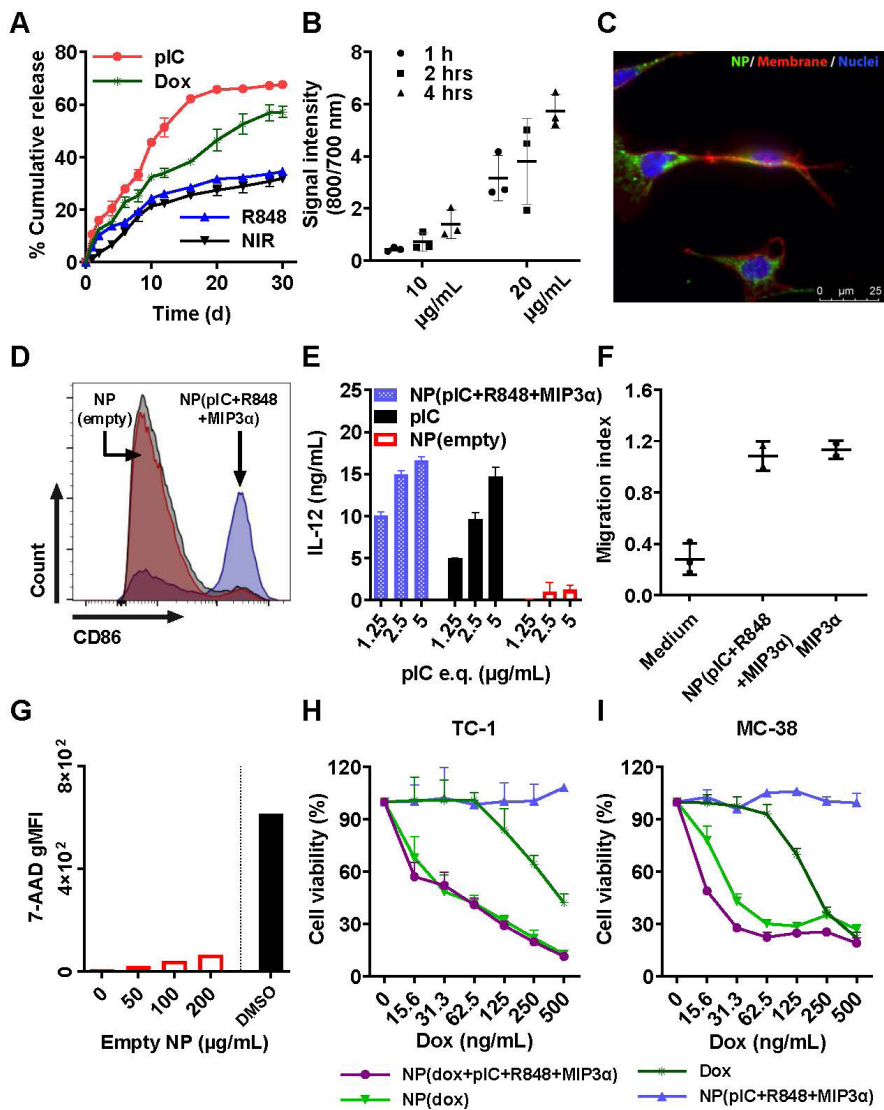 A
80
60
40
20
0
% Cumulative release
pIC
Dox
R848
NIR
0 10 20 30
Time (d)
B
8
6
4
2
0
Signal intensity
(800/700 nm)
1 h
2 hrs
4 hrs
10
µg/mL
20
µg/mL
C
NP/ Membrane / Nuclei
0 µm 25
D
NP
(empty)
NP(pIC+R848
+MIP3α)
Count
CD86
E
NP(pIC+R848+MIP3α)
pIC
NP(empty)
25
20
15
10
5
0
IL-12 (ng/mL)
1.25 2.5 5 1.25 2.5 5 1.25 2.5 5
pIC e.q. (µg/mL)
F
1.6
1.2
0.8
0.4
0.0
Migration index
Medium
NP(pIC+R848
+MIP3α)
MIP3α
G
8×10²
4×10²
0
7-AAD gMFI
0 50 100 200 DMSO
Empty NP (µg/mL)
H
TC-1
120
90
60
30
0
Cell viability (%)
0 15.6 31.3 62.5 125 250 500
Dox (ng/mL)
I
MC-38
120
90
60
30
0
Cell viability (%)
0 15.6 31.3 62.5 125 250 500
Dox (ng/mL)
NP(dox+pIC+R848+MIP3α)
Dox
NP(dox)
NP(pIC+R848+MIP3α)